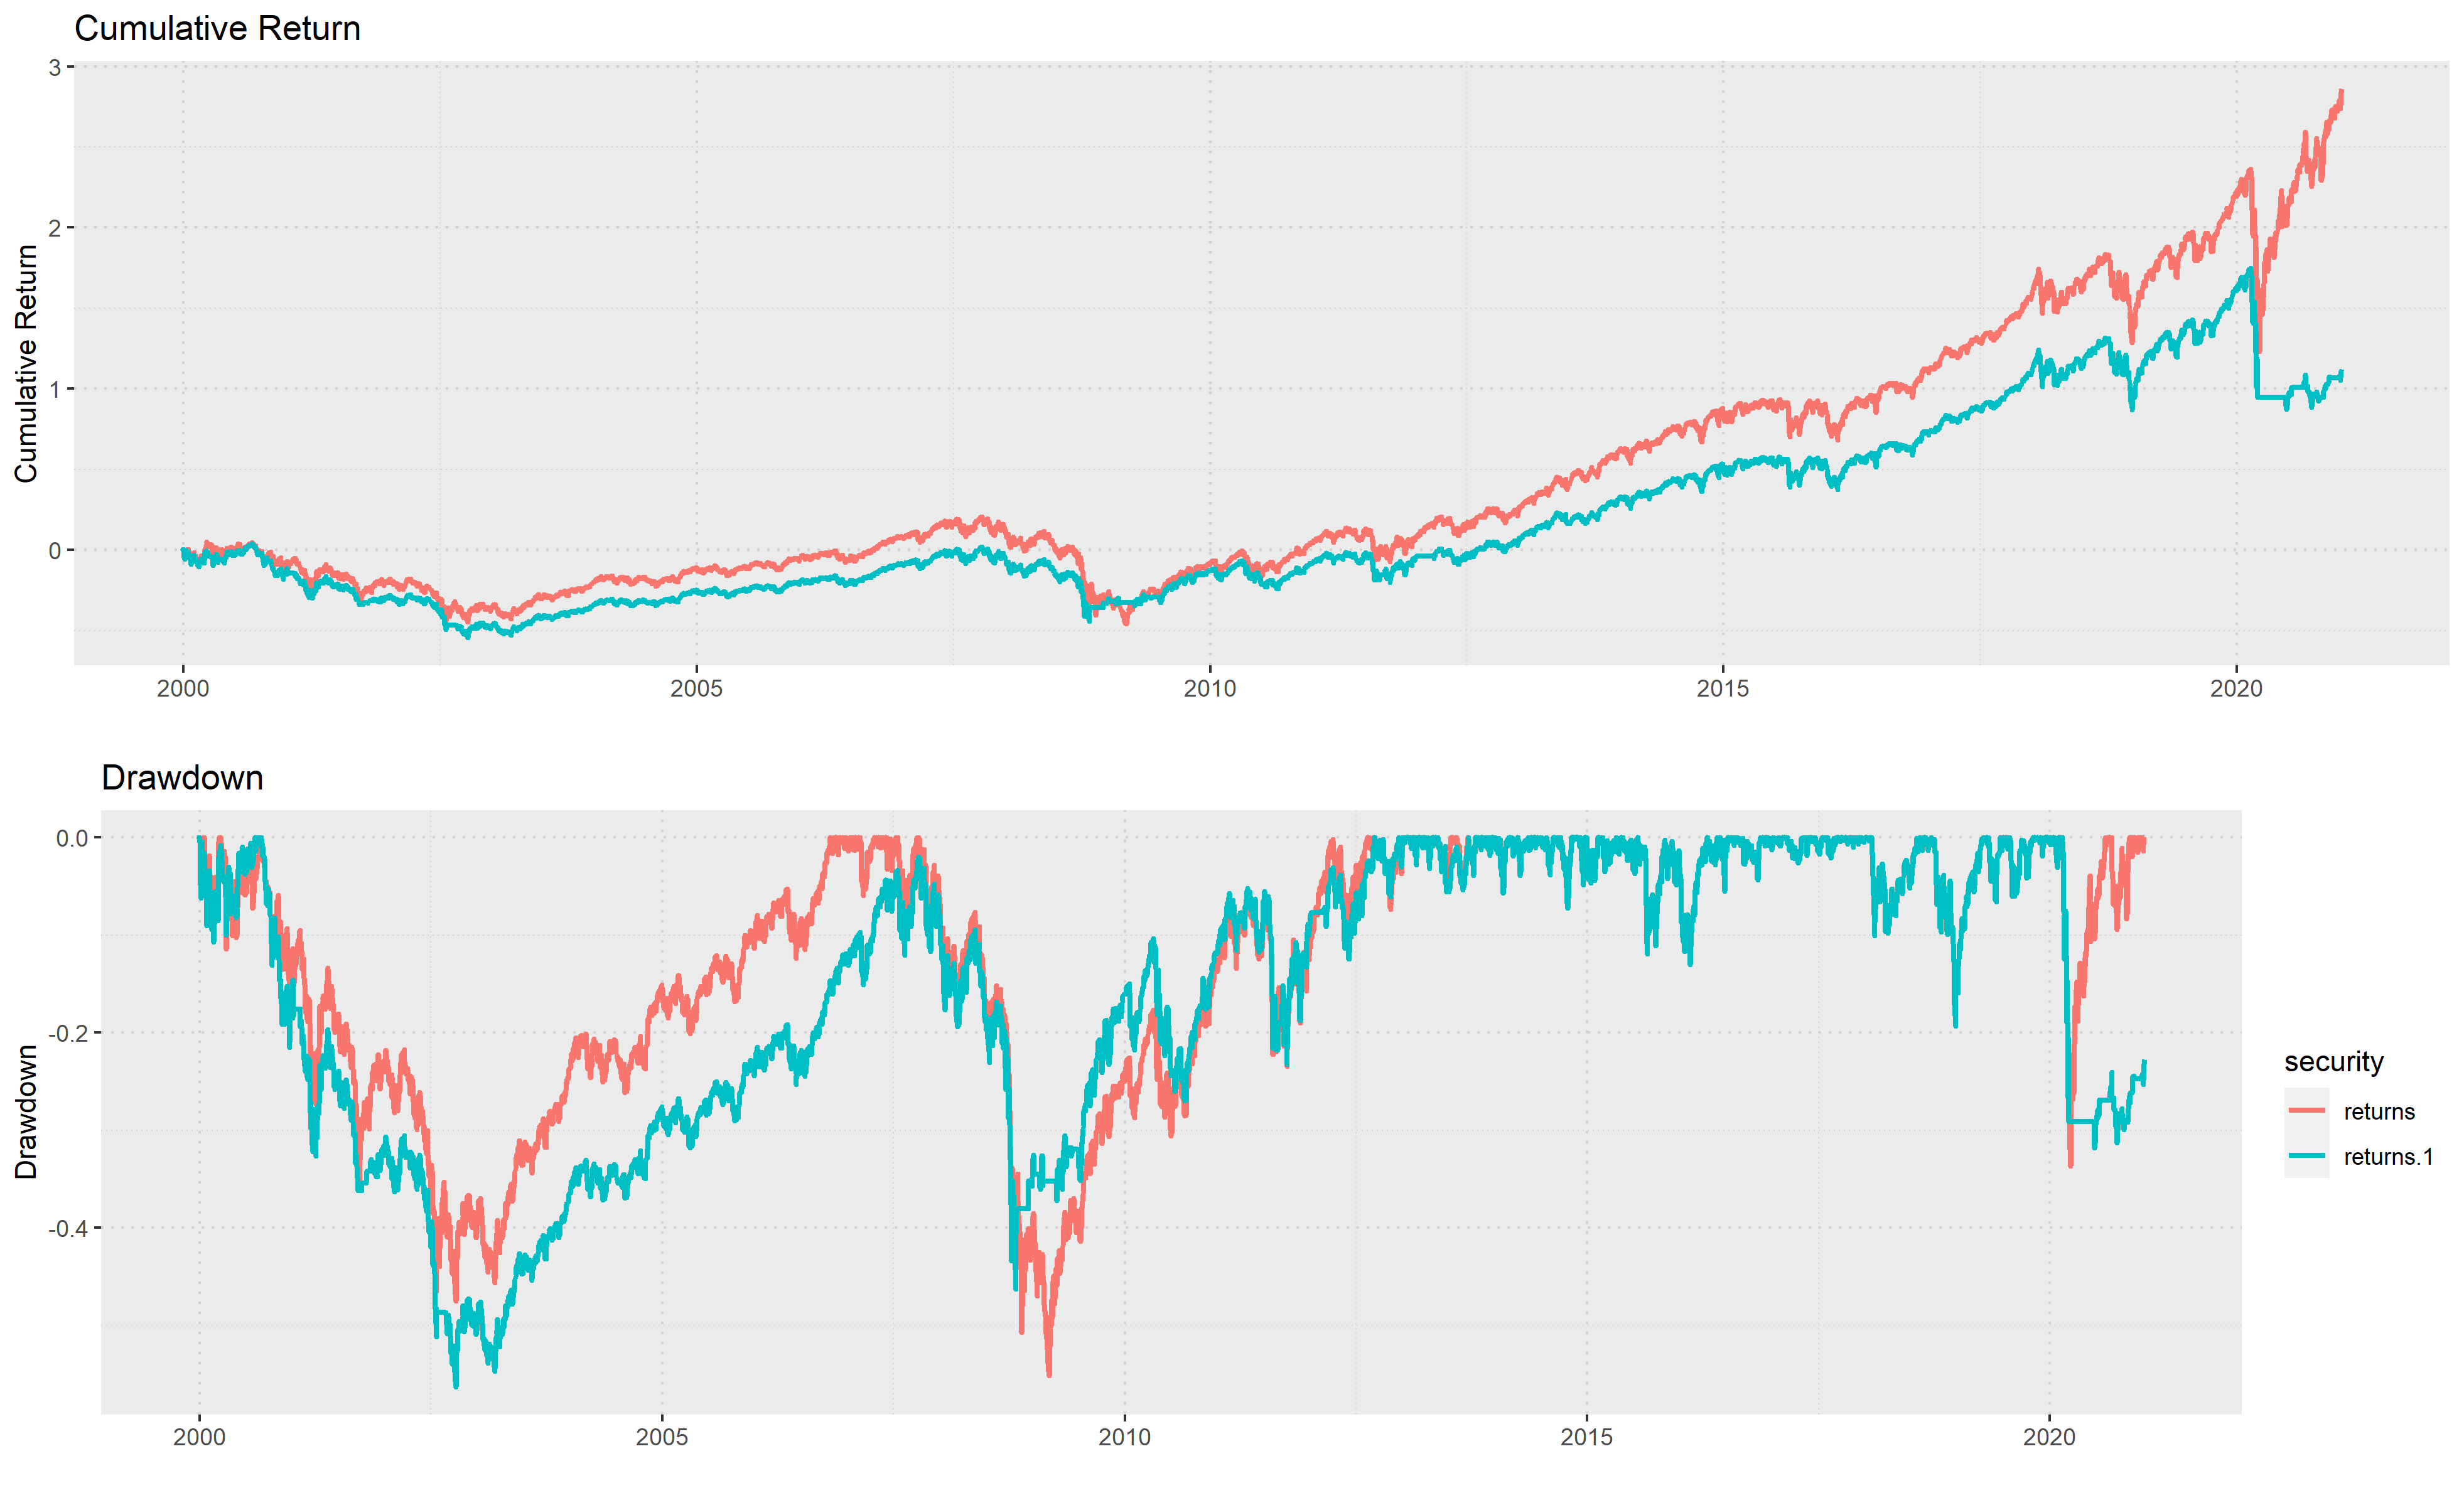 Cumulative Return
Cumulative Return
3
2
1
0
2000 2005 2010 2015 2020
Drawdown
Drawdown
0.0
-0.2
-0.4
2000 2005 2010 2015 2020
security
returns
returns.1